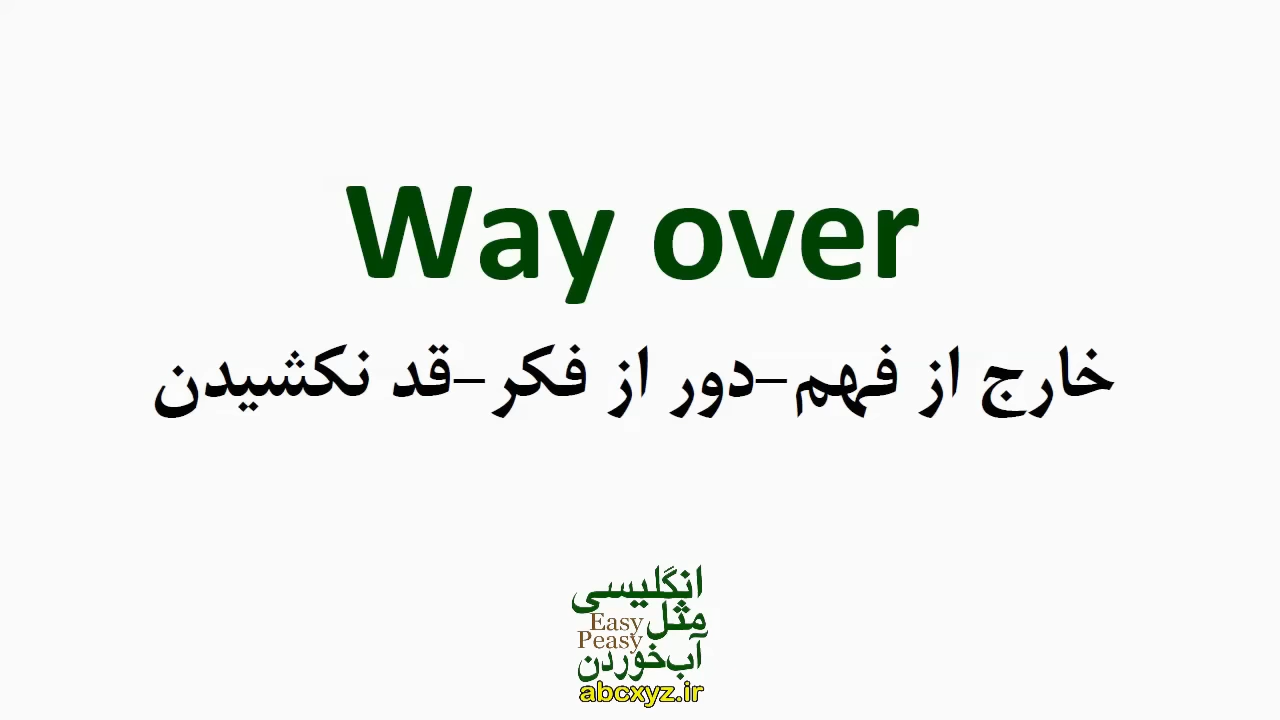 Way over
خارج از فهم-دور از فکر-قد نکشیدن
انگلیسی
مثل Easy
Peasy
آب‌خوردن
abcxyz.ir